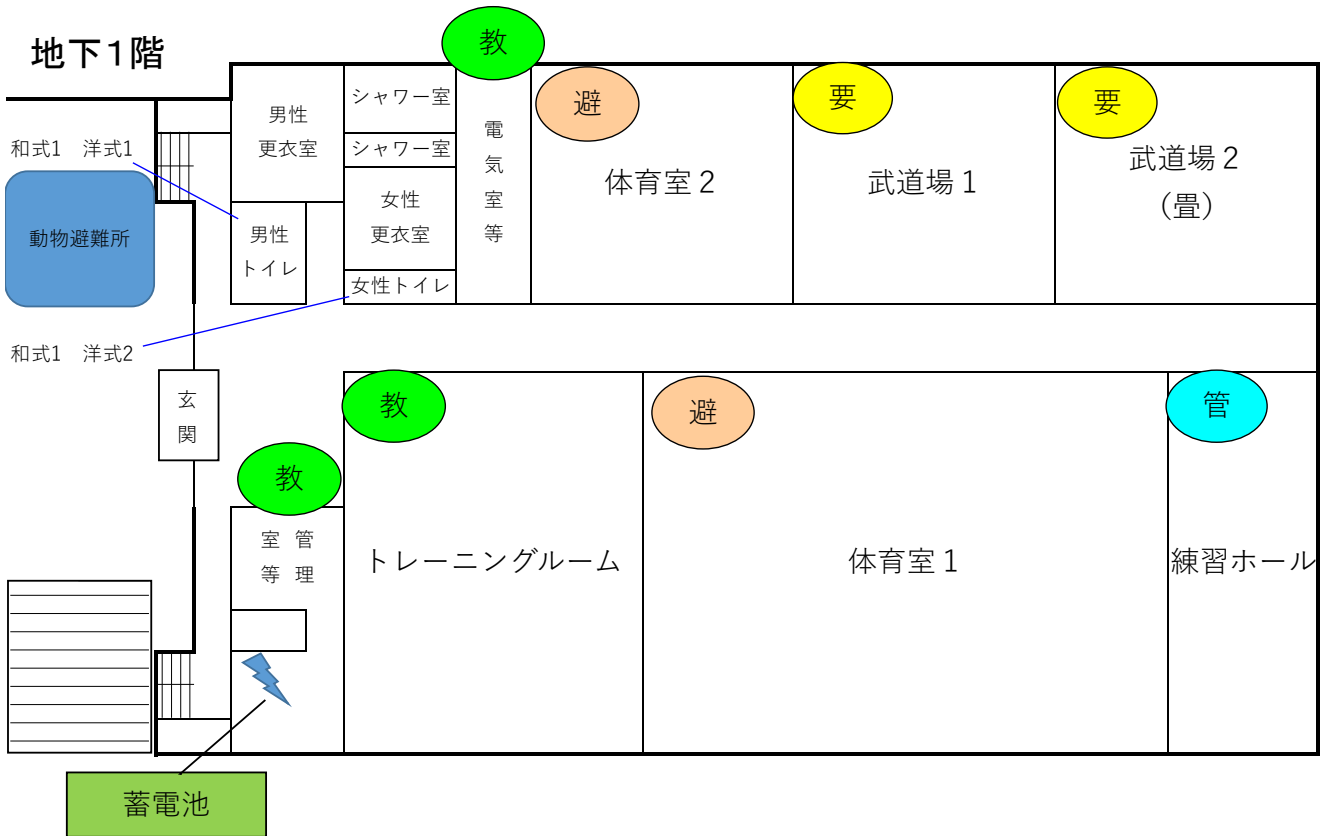 地下1階
教
避
要
要
男性
更衣室
シャワー室
シャワー室
電
気
室
等
体育室２
武道場１
武道場２
（畳）
和式1　洋式1
動物避難所
男性
トイレ
女性
更衣室
女性トイレ
和式1　洋式2
玄
関
教
教
避
管
室 管
等 理
トレーニングルーム
体育室１
練習ホール
蓄電池